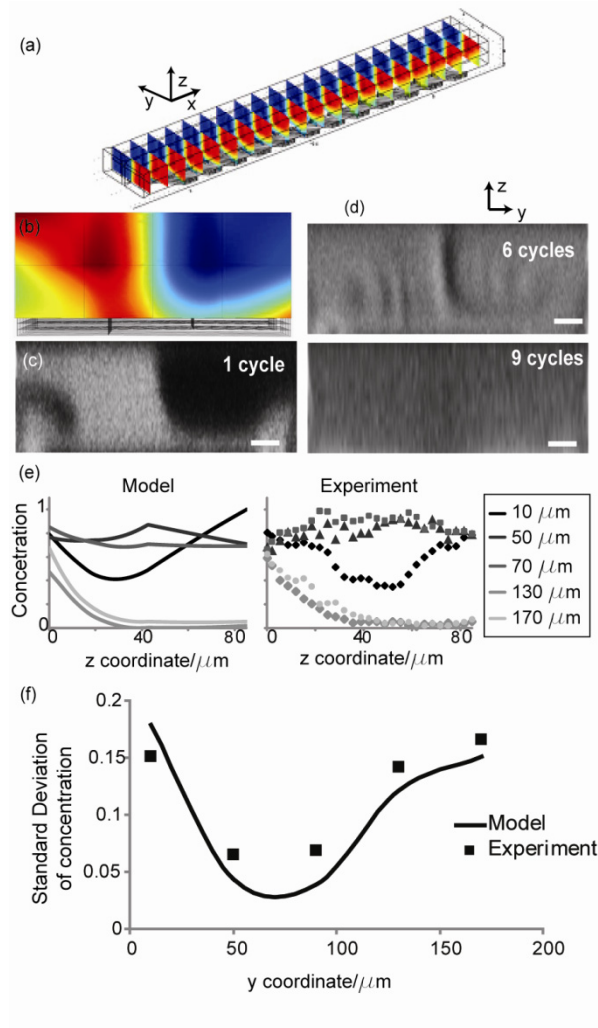 (a)
z
y
x
(b)
(d)
z
y
6 cycles
(c)
1 cycle
9 cycles
(e)
Model
Experiment
Concetration
1
0
0
40
80
z coordinate/μm
0
40
80
z coordinate/μm
10 μm
50 μm
70 μm
130 μm
170 μm
(f)
Standard Deviation
of concentration
0.2
0.15
0.1
0.05
0
0
50
100
150
200
Model
Experiment
y coordinate/μm